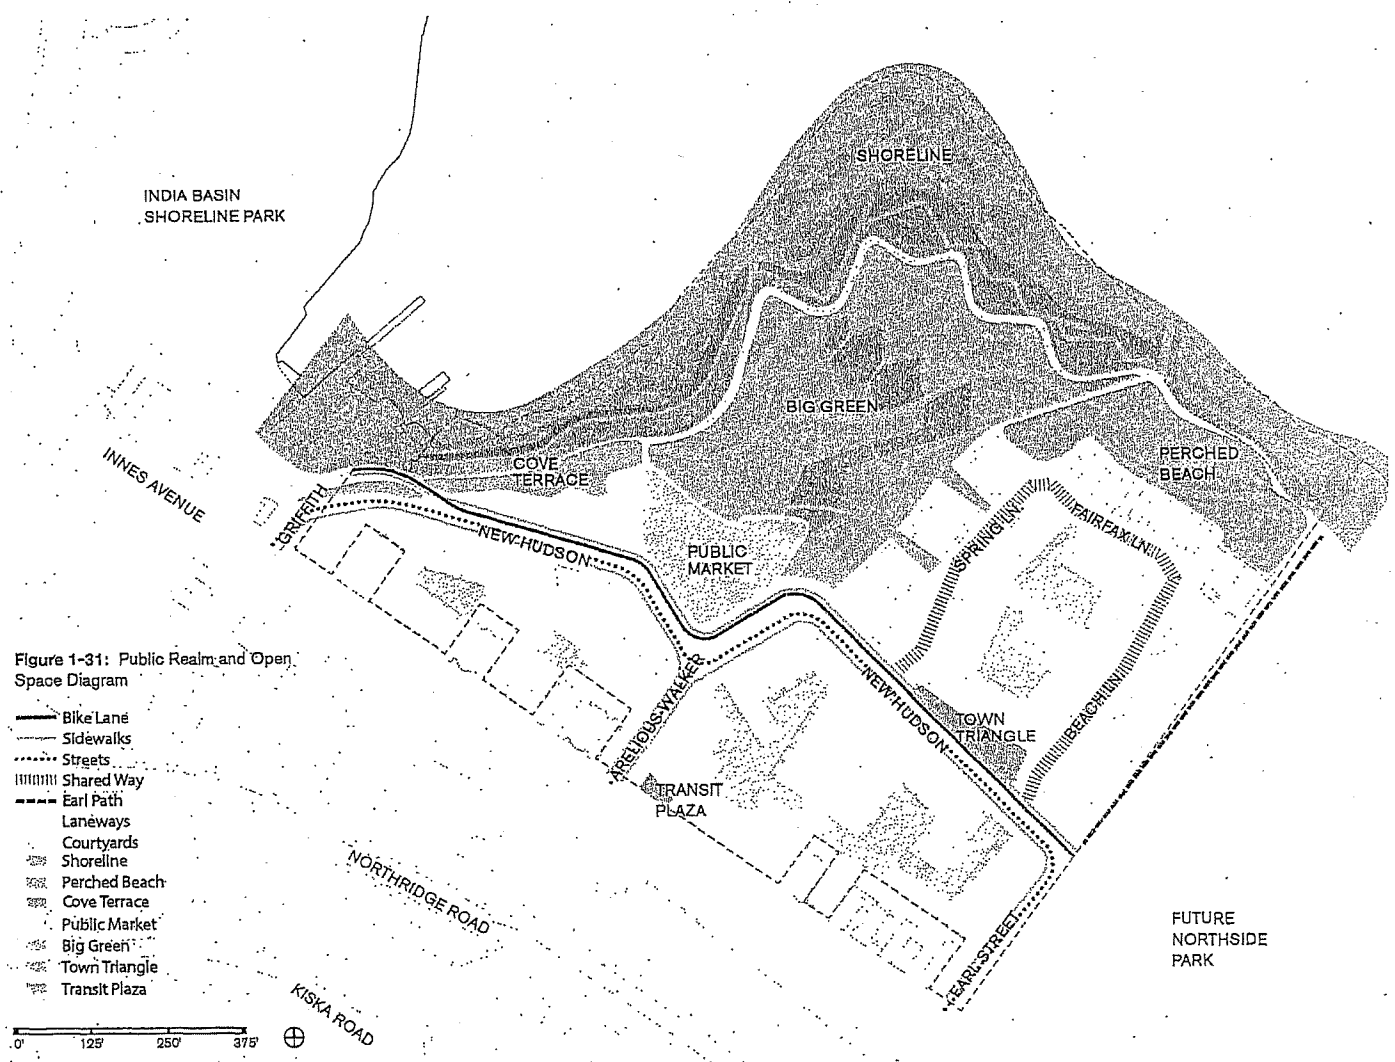 SHORELINE
INDIA BASIN
SHORELINE PARK
BIG GREEN
INNES AVENUE
COVE
TERRACE
PERCHED
BEACH
GRIFFITH
NEW HUDSON
SPRING LN
FAIRFAX LN
PUBLIC
MARKET
ARELIOUS WALKER
NEW HUDSON
BEACH LN
TOWN
TRIANGLE
TRANSIT
PLAZA
Figure 1-31: Public Realm and Open
Space Diagram
Bike Lane
Sidewalks
Streets
Shared Way
Earl Path
Laneways
Courtyards
Shoreline
Perched Beach
Cove Terrace
Public Market
Big Green
Town Triangle
Transit Plaza
NORTHRIDGE ROAD
KISKA ROAD
EARL STREET
FUTURE
NORTHSIDE
PARK
0' 125' 250' 375'